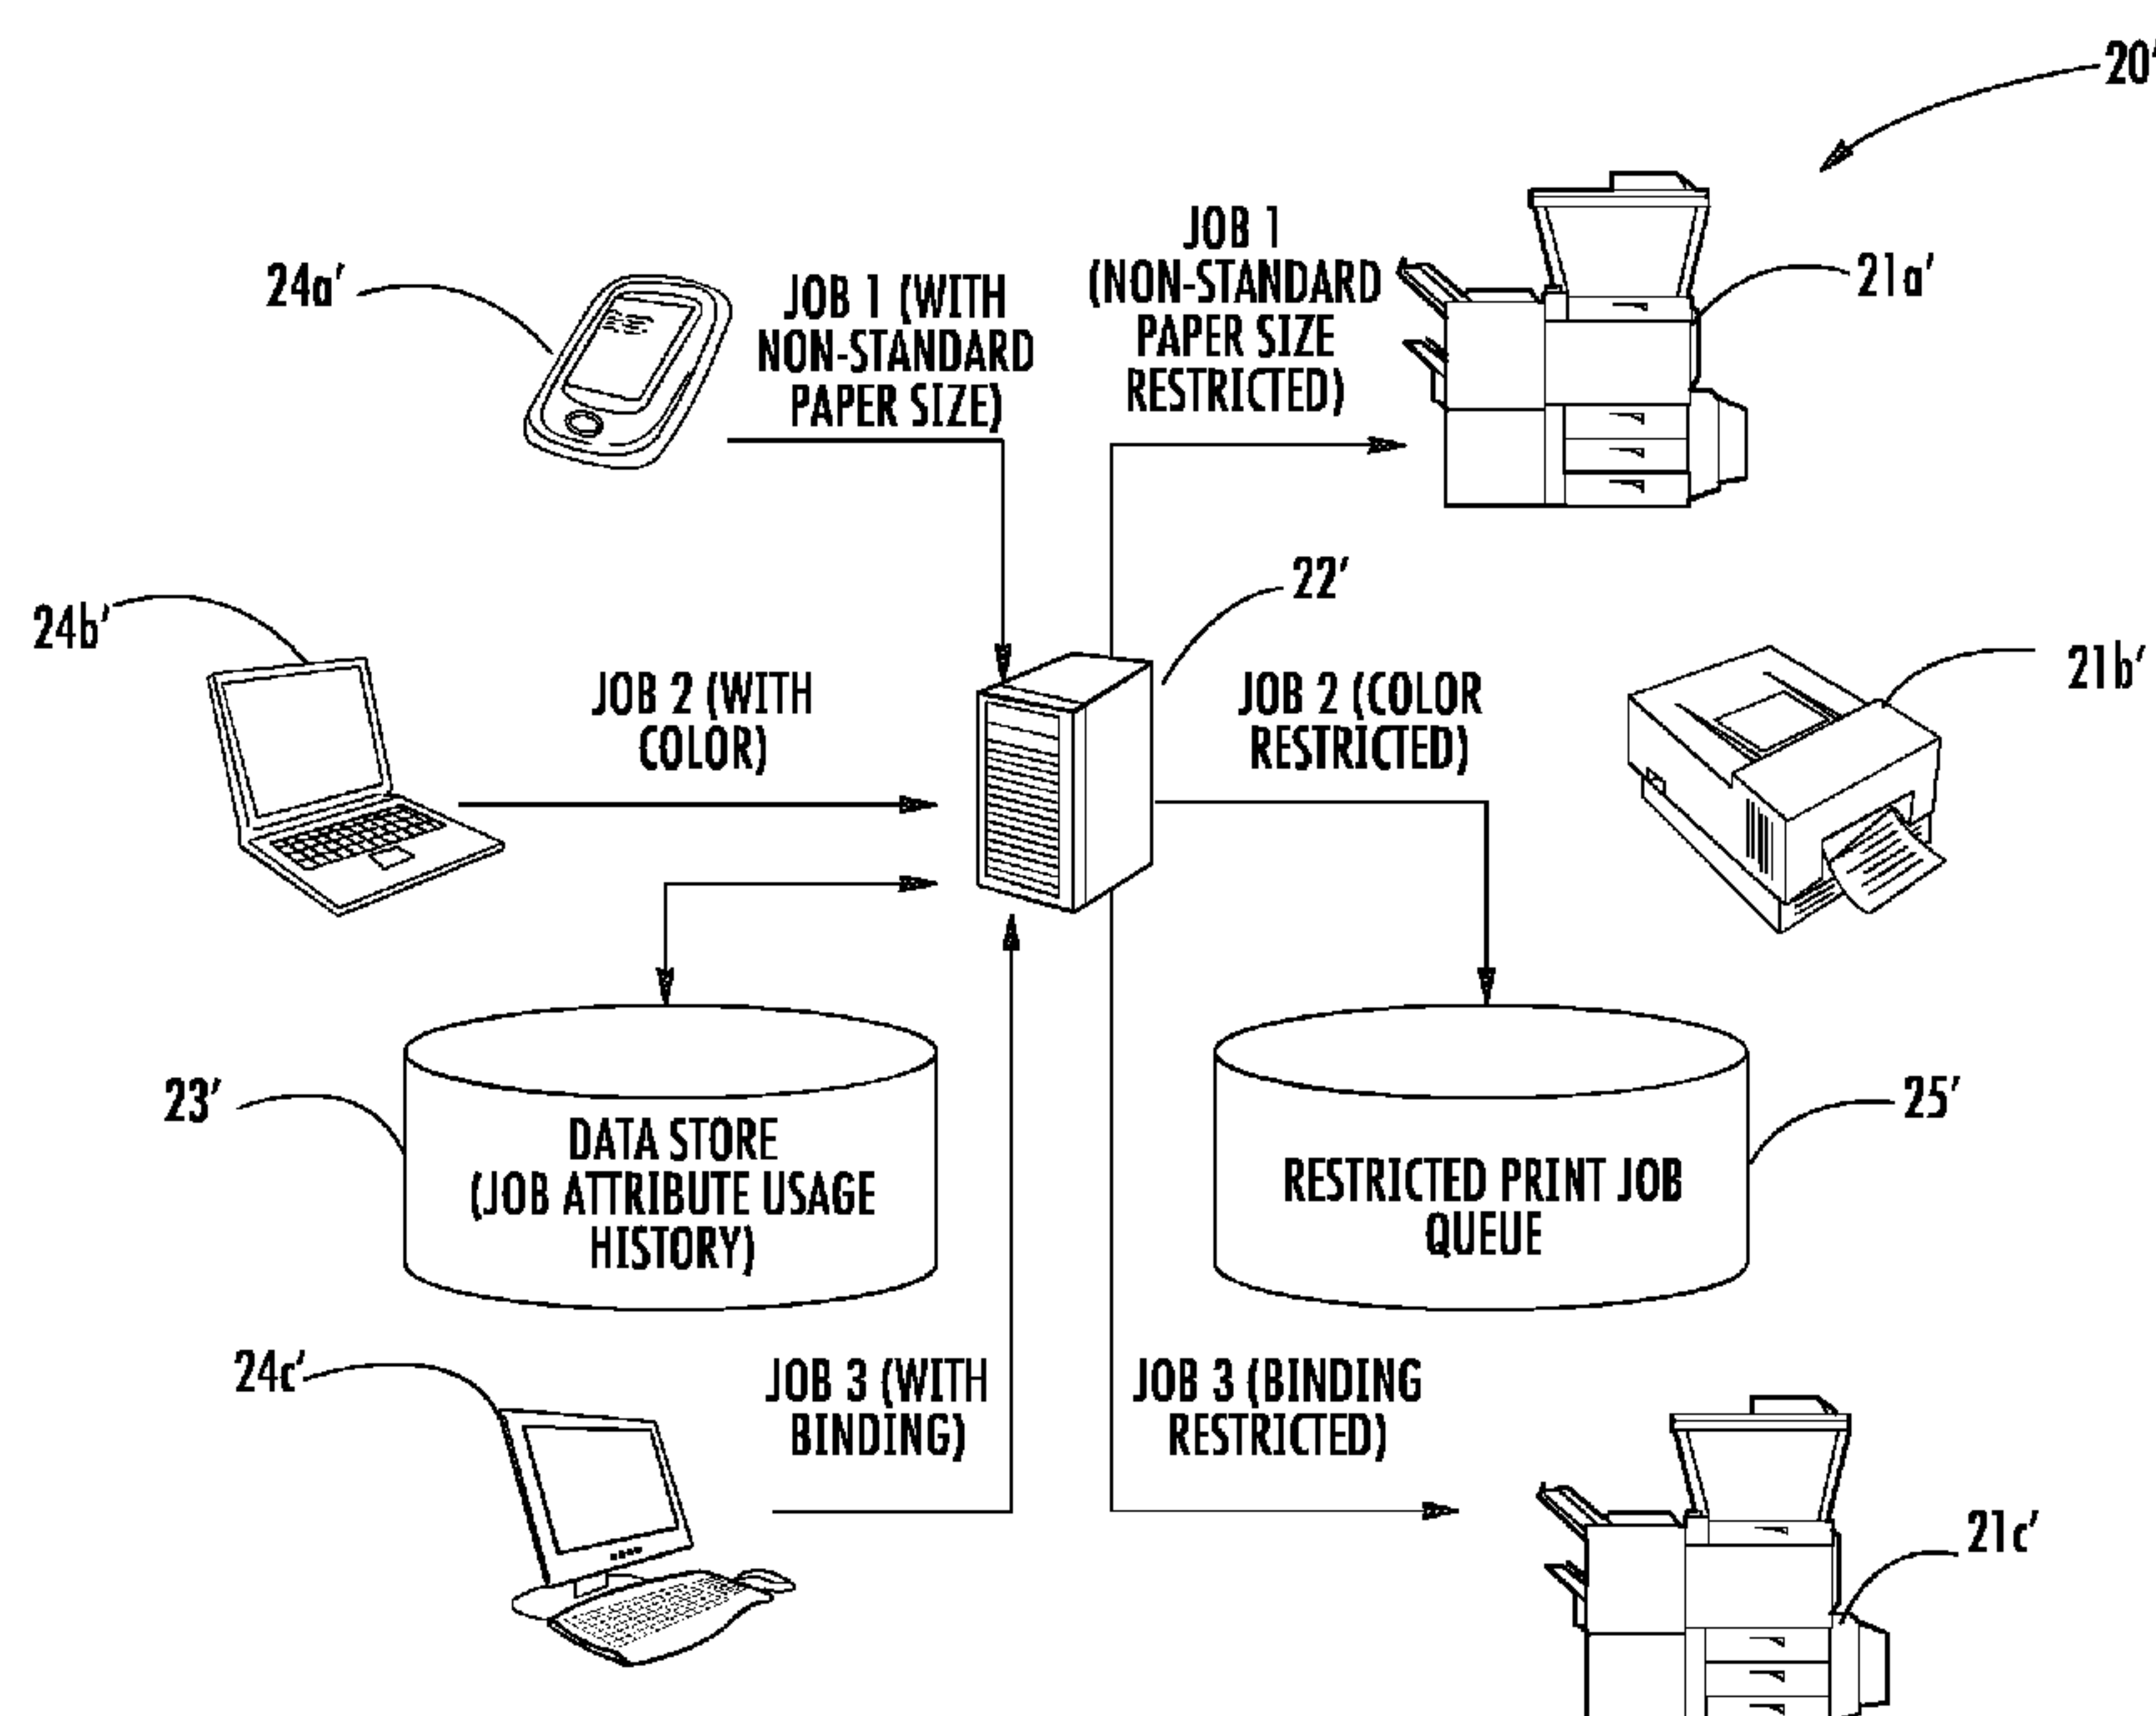 20'
JOB 1
(NON-STANDARD
PAPER SIZE
RESTRICTED)
21a'
24a'
JOB 1 (WITH
NON-STANDARD
PAPER SIZE)
22'
24b'
JOB 2 (WITH
COLOR)
JOB 2 (COLOR
RESTRICTED)
21b'
23'
DATA STORE
(JOB ATTRIBUTE USAGE
HISTORY)
RESTRICTED PRINT JOB
QUEUE
25'
24c'
JOB 3 (WITH
BINDING)
JOB 3 (BINDING
RESTRICTED)
21c'